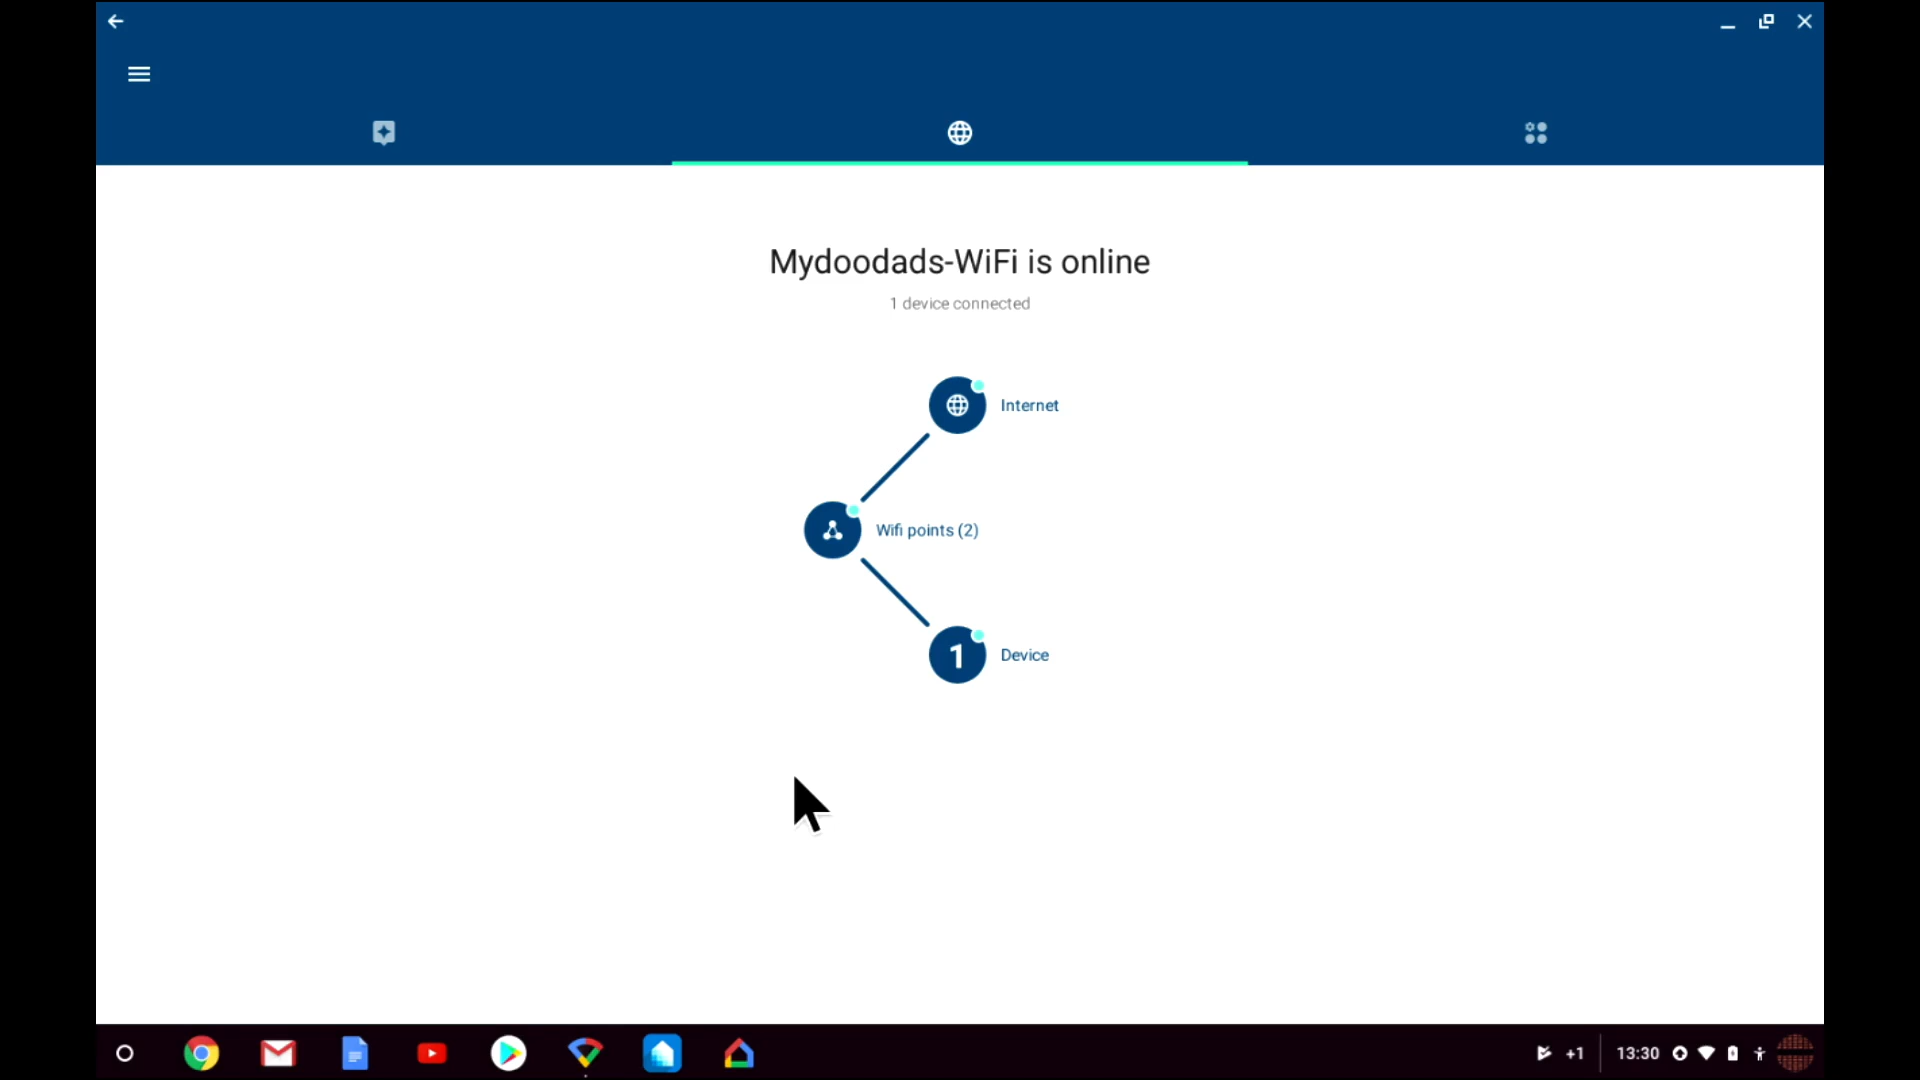 Mydoodads-WiFi is online
1 device connected
Internet
Wifi points (2)
1 Device
+1 13:30